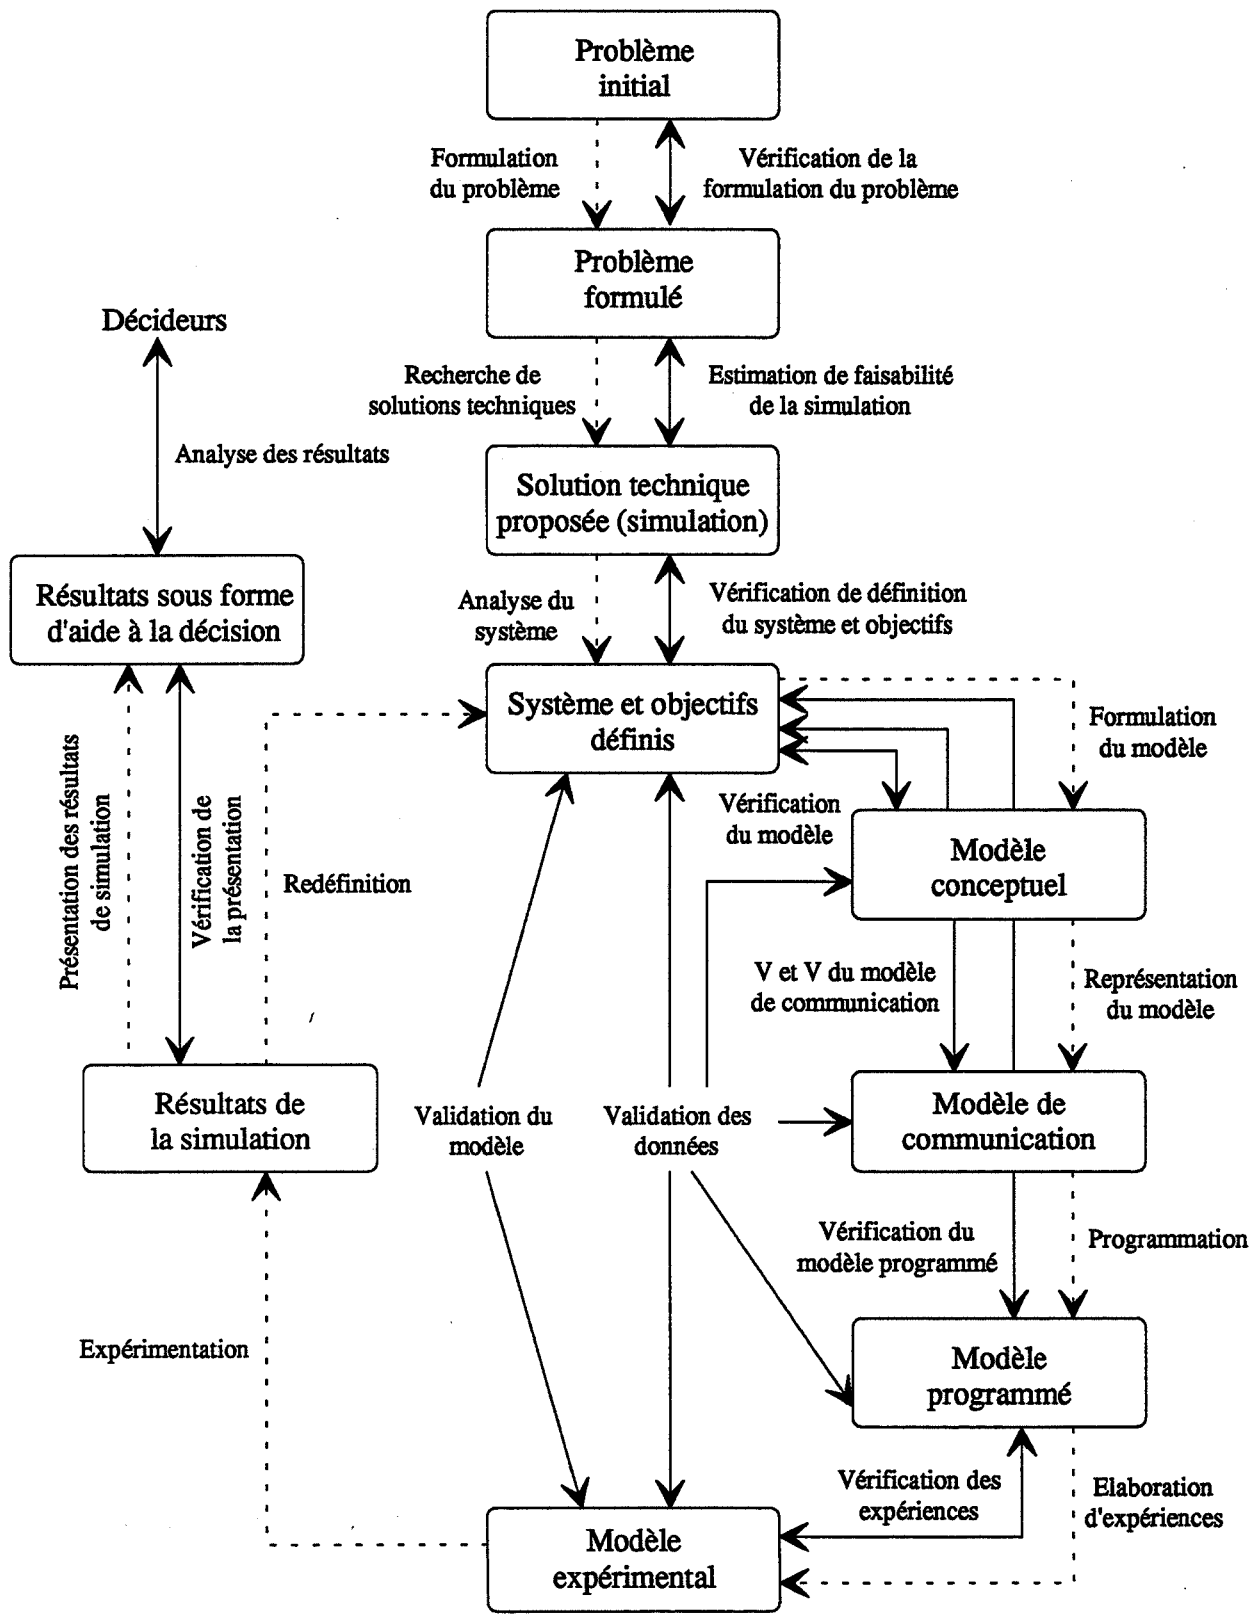 Problème
initial
Formulation
du problème
Vérification de la
formulation du problème
Problème
formulé
Décideurs
Recherche de
solutions techniques
Estimation de faisabilité
de la simulation
Analyse des résultats
Solution technique
proposée (simulation)
Résultats sous forme
d'aide à la décision
Analyse du
système
Vérification de définition
du système et objectifs
Système et objectifs
définis
Formulation
du modèle
Présentation des résultats
de simulation
Vérification de
la présentation
Redéfinition
Vérification
du modèle
Modèle
conceptuel
V et V du modèle
de communication
Représentation
du modèle
Résultats de
la simulation
Validation du
modèle
Validation des
données
Modèle de
communication
Vérification du
modèle programmé
Programmation
Expérimentation
Modèle
programmé
Vérification des
expériences
Elaboration
d'expériences
Modèle
expérimental